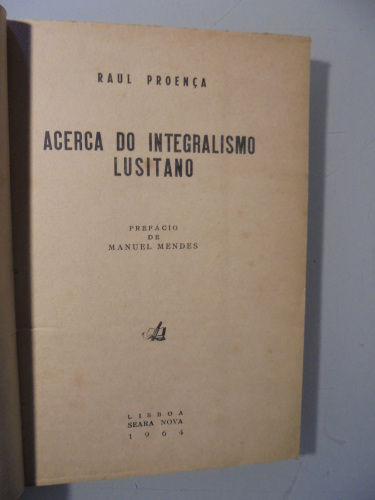 RAUL PROENÇA
ACERCA DO INTEGRALISMO
LUSITANO
PREFÁCIO
DE
MANUEL MENDES
LISBOA
SEARA NOVA
1964